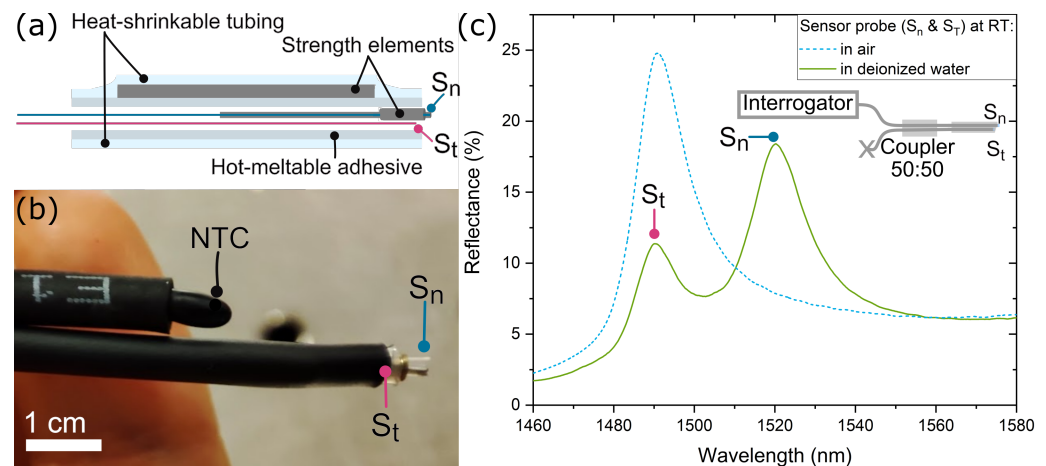 (a)
Heat-shrinkable tubing
Strength elements
Sn
St
Hot-meltable adhesive
(b)
NTC
Sn
St
1 cm
(c)
Sensor probe (Sn & ST) at RT:
in air
in deionized water
Interrogator
Sn
St
X
Coupler
50:50
Sn
St
Reflectance (%)
25
20
15
10
5
0
1460 1480 1500 1520 1540 1560 1580
Wavelength (nm)